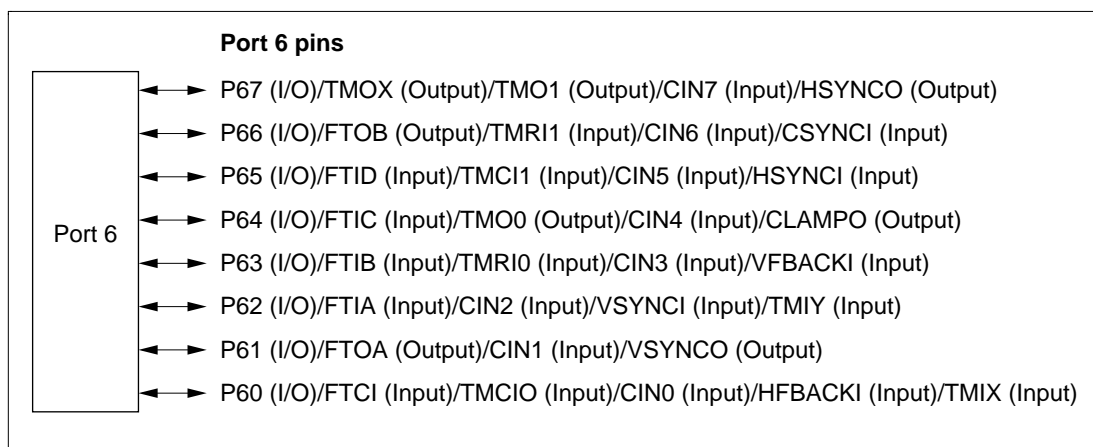 Port 6 pins
P67 (I/O)/TMOX (Output)/TMO1 (Output)/CIN7 (Input)/HSYNCO (Output)
P66 (I/O)/FTOB (Output)/TMRI1 (Input)/CIN6 (Input)/CSYNCI (Input)
P65 (I/O)/FTID (Input)/TMCI1 (Input)/CIN5 (Input)/HSYNCI (Input)
Port 6
P64 (I/O)/FTIC (Input)/TMO0 (Output)/CIN4 (Input)/CLAMPO (Output)
P63 (I/O)/FTIB (Input)/TMRI0 (Input)/CIN3 (Input)/VFBACKI (Input)
P62 (I/O)/FTIA (Input)/CIN2 (Input)/VSYNCI (Input)/TMIY (Input)
P61 (I/O)/FTOA (Output)/CIN1 (Input)/VSYNCO (Output)
P60 (I/O)/FTCI (Input)/TMCIO (Input)/CIN0 (Input)/HFBACKI (Input)/TMIX (Input)